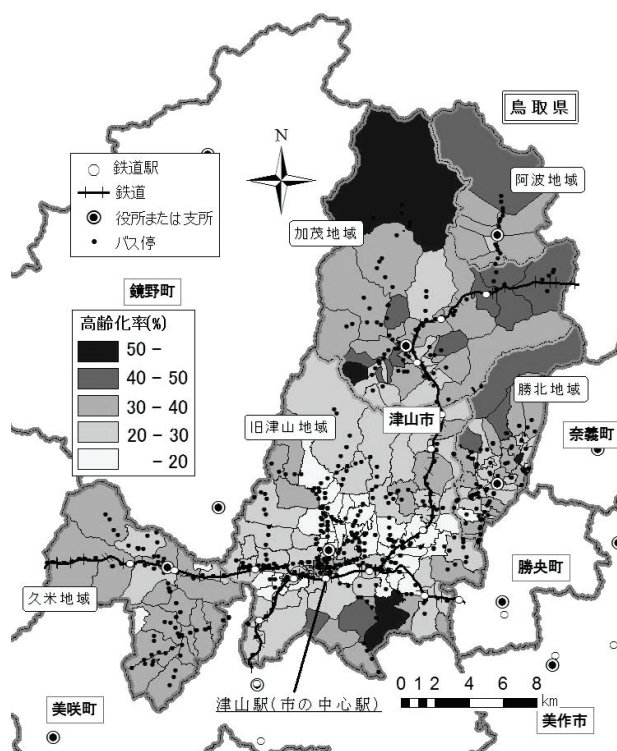 鳥取県
N
鉄道駅
鉄道
役所または支所
バス停
阿波地域
加茂地域
鏡野町
高齢化率(%)
50 -
40 - 50
30 - 40
20 - 30
- 20
勝北地域
旧津山地域
津山市
奈義町
勝央町
久米地域
津山駅(市の中心駅)
0 1 2 4 6 8
km
美咲町
美作市